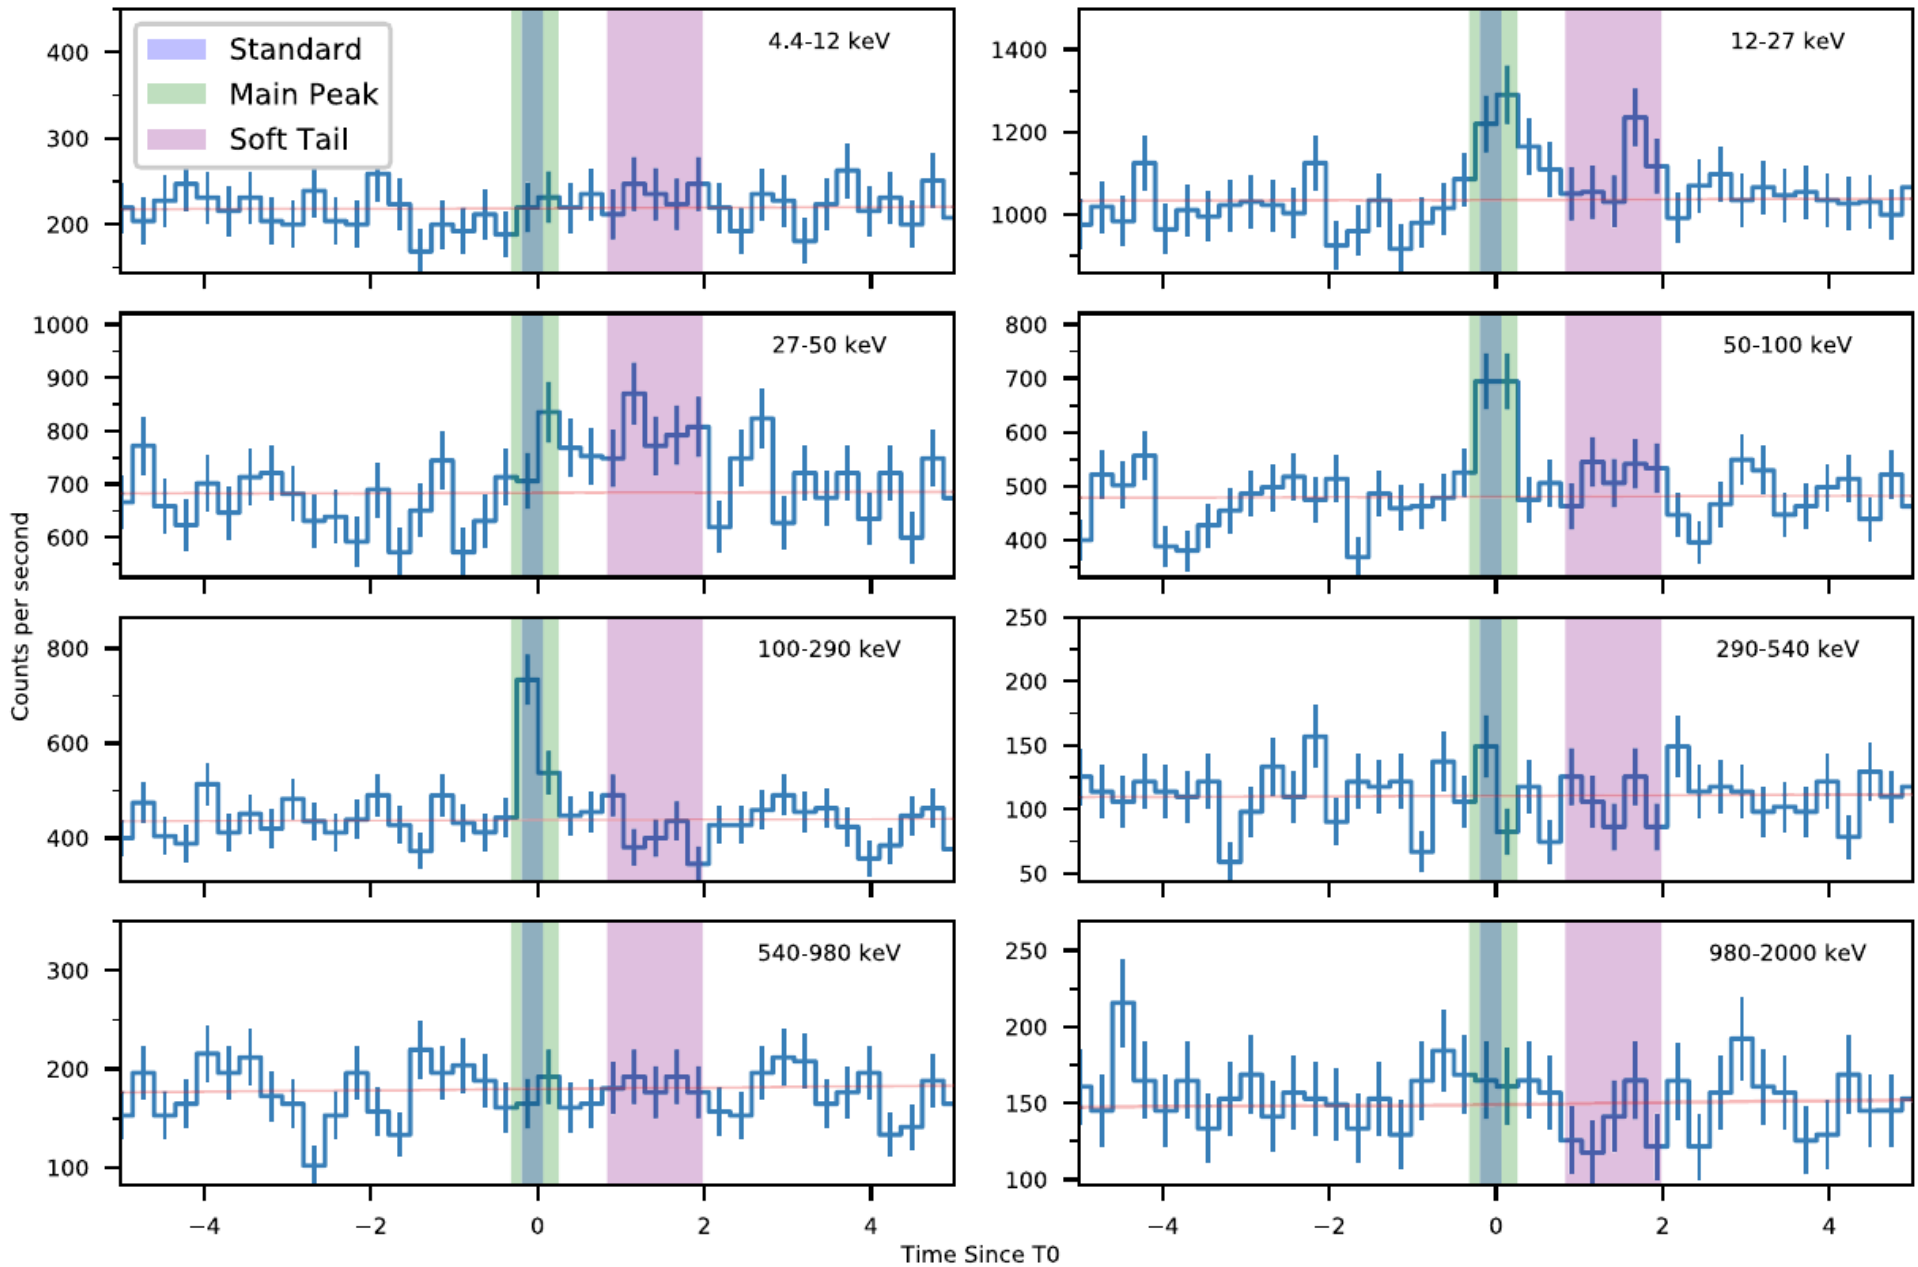 Standard
Main Peak
Soft Tail
4.4-12 keV
400
300
200
12-27 keV
1400
1200
1000
27-50 keV
1000
900
800
700
600
50-100 keV
800
700
600
500
400
100-290 keV
800
600
400
290-540 keV
250
200
150
100
50
540-980 keV
300
200
100
−4 −2 0 2 4
980-2000 keV
250
200
150
100
−4 −2 0 2 4
Counts per second
Time Since T0